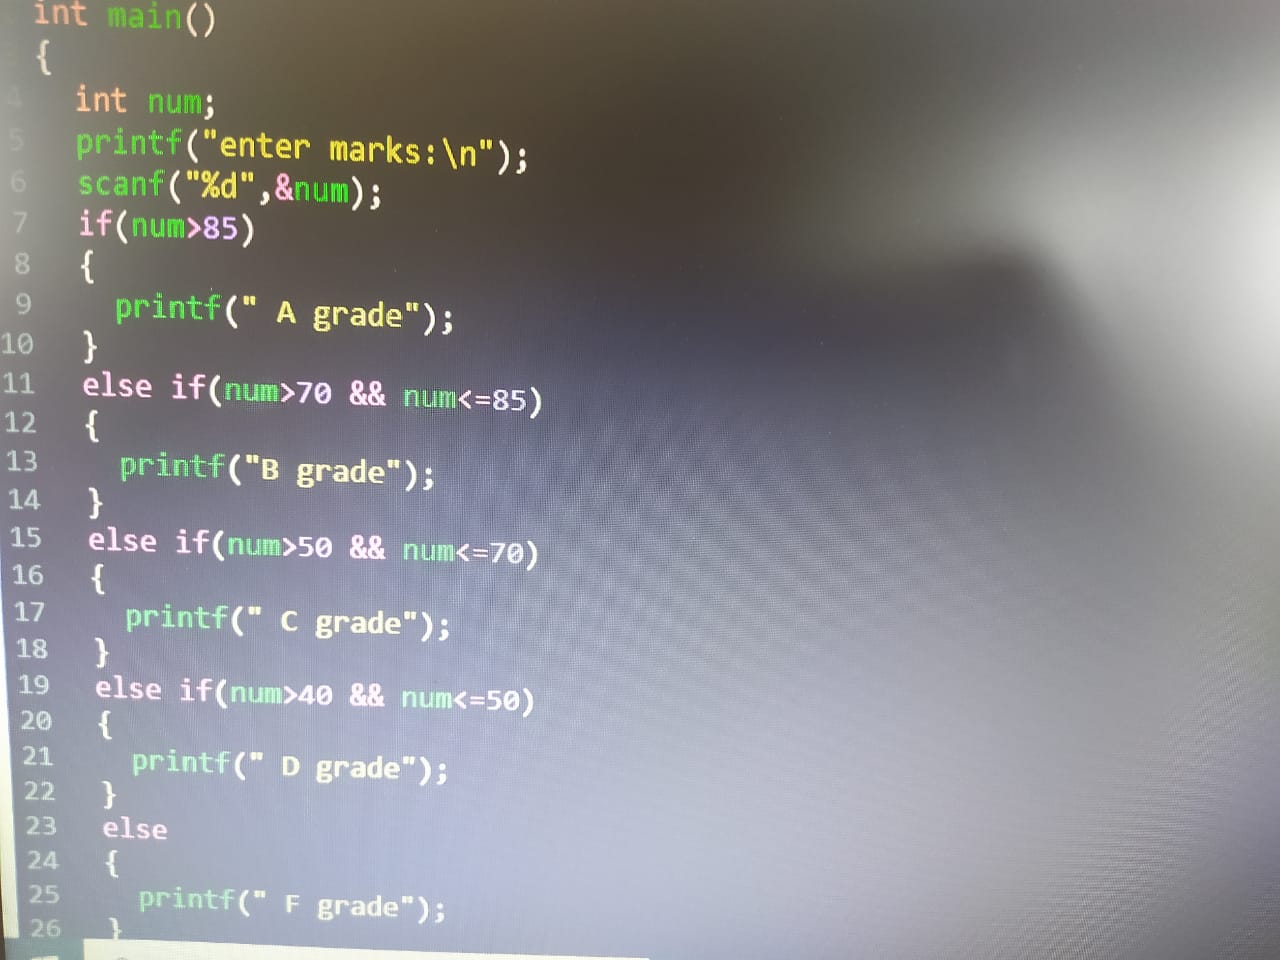 int main()
{
4 int num;
5 printf("enter marks:\n");
6 scanf("%d",&num);
7 if(num>85)
8 {
9 printf(" A grade");
10 }
11 else if(num>70 && num<=85)
12 {
13 printf("B grade");
14 }
15 else if(num>50 && num<=70)
16 {
17 printf(" C grade");
18 }
19 else if(num>40 && num<=50)
20 {
21 printf(" D grade");
22 }
23 else
24 {
25 printf(" F grade");
26 }